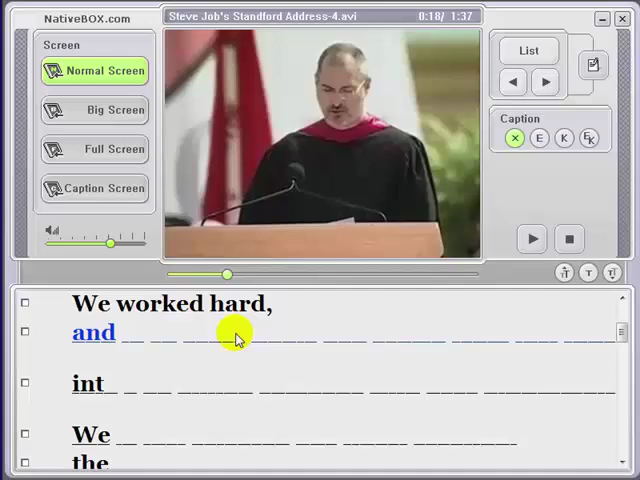 NativeBOX.com
Steve Job's Standford Address-4.avi 0:18/ 1:37
Screen
Normal Screen
Big Screen
Full Screen
Caption Screen
List
Caption
E K EK
T T T
We worked hard,
and
int
We
the